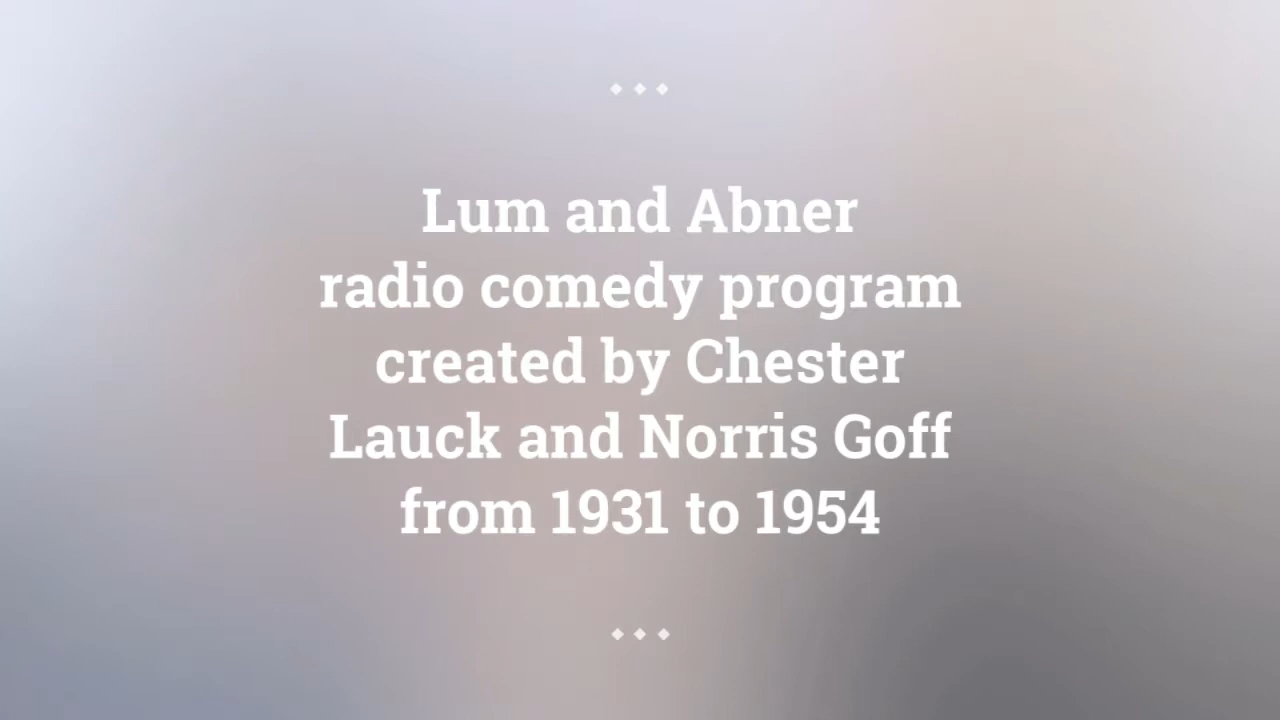 Lum and Abner
radio comedy program
created by Chester
Lauck and Norris Goff
from 1931 to 1954